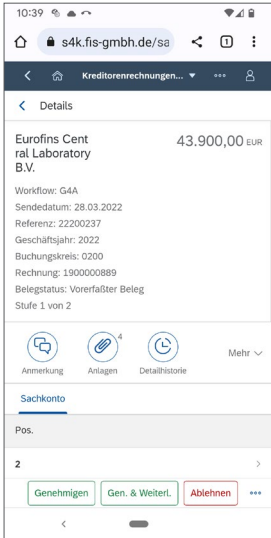 10:39
s4k.fis-gmbh.de/sa
1
Kreditorenrechnungen...
Details
Eurofins Cent
ral Laboratory
B.V.
43.900,00 EUR
Workflow: G4A
Sendedatum: 28.03.2022
Referenz: 22200237
Geschäftsjahr: 2022
Buchungskreis: 0200
Rechnung: 1900000889
Belegstatus: Vorerfaßter Beleg
Stufe 1 von 2
4
Anmerkung Anlagen Detailhistorie Mehr
Sachkonto
Pos.
2
Genehmigen Gen. & Weiterl. Ablehnen